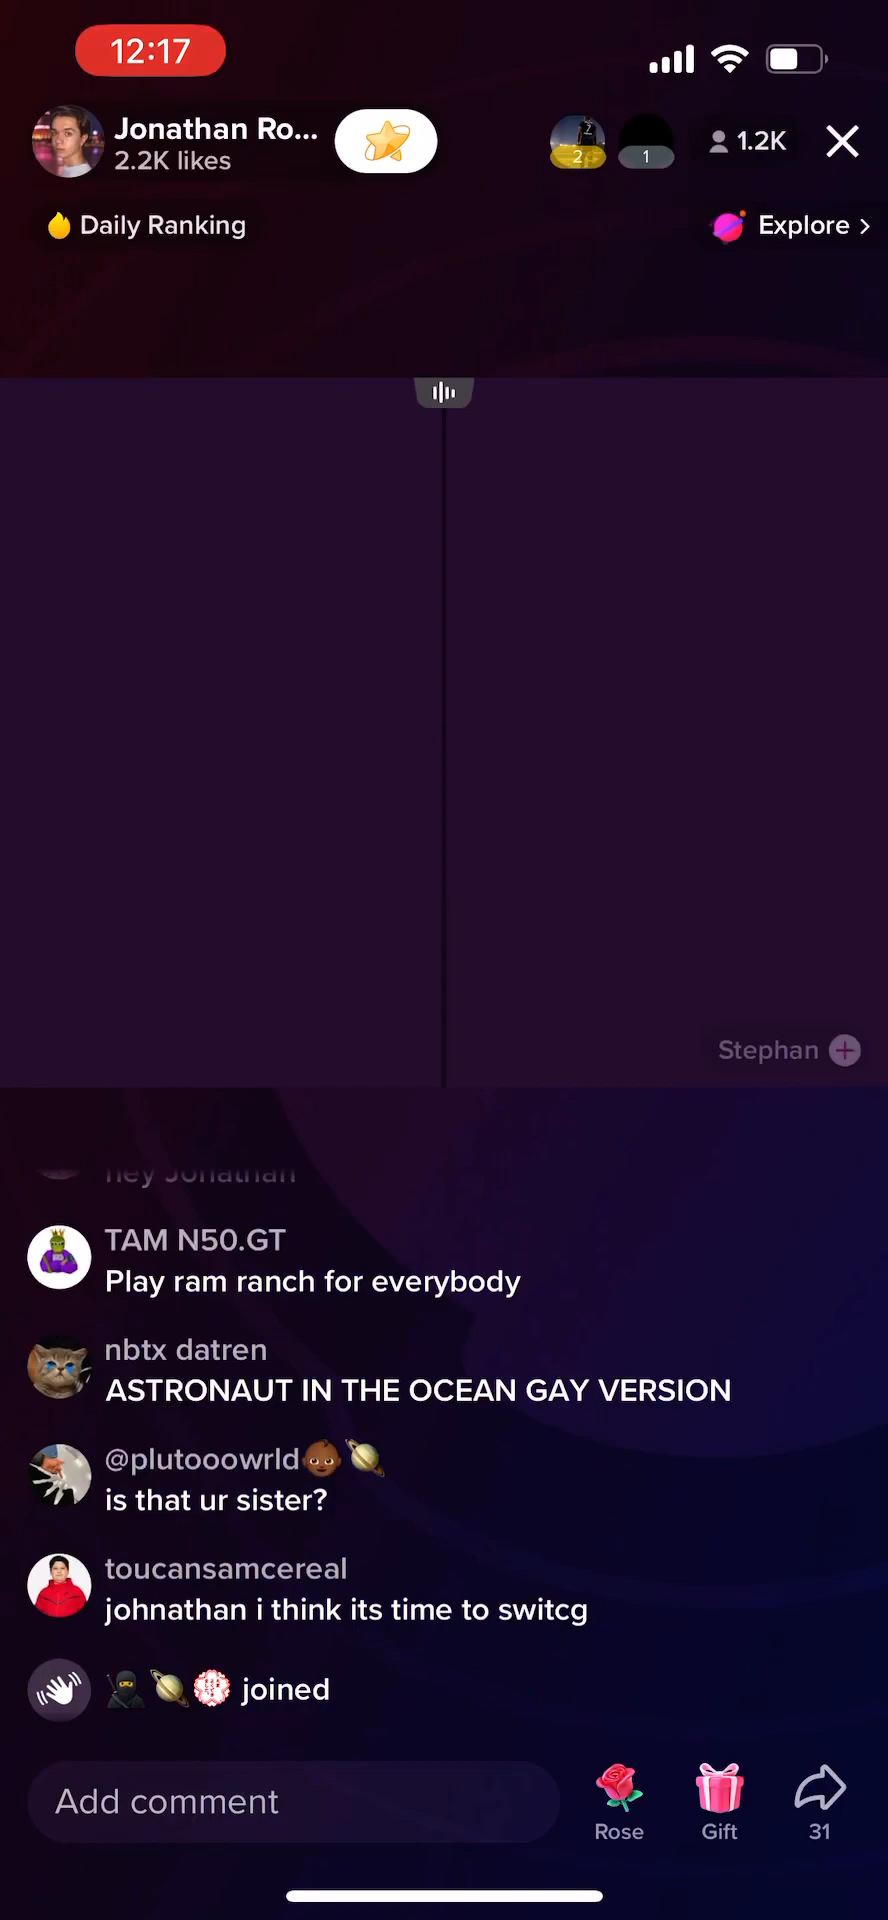 12:17
Jonathan Ro...
2.2K likes
2
1
1.2K
Daily Ranking
Explore >
Stephan
hey Jonathan
TAM N50.GT
Play ram ranch for everybody
nbtx datren
ASTRONAUT IN THE OCEAN GAY VERSION
@plutooowrld👶🏾🪐
is that ur sister?
toucansamcereal
johnathan i think its time to switcg
🥷🏿🪐💮 joined
Add comment
Rose
Gift
31